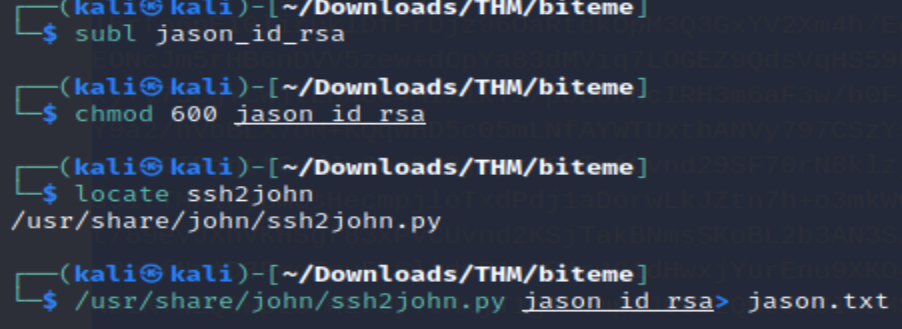 (kali㉿kali)-[~/Downloads/THM/biteme]
$ subl jason_id_rsa
(kali㉿kali)-[~/Downloads/THM/biteme]
$ chmod 600 jason_id_rsa
(kali㉿kali)-[~/Downloads/THM/biteme]
$ locate ssh2john
/usr/share/john/ssh2john.py
(kali㉿kali)-[~/Downloads/THM/biteme]
$ /usr/share/john/ssh2john.py jason_id_rsa> jason.txt